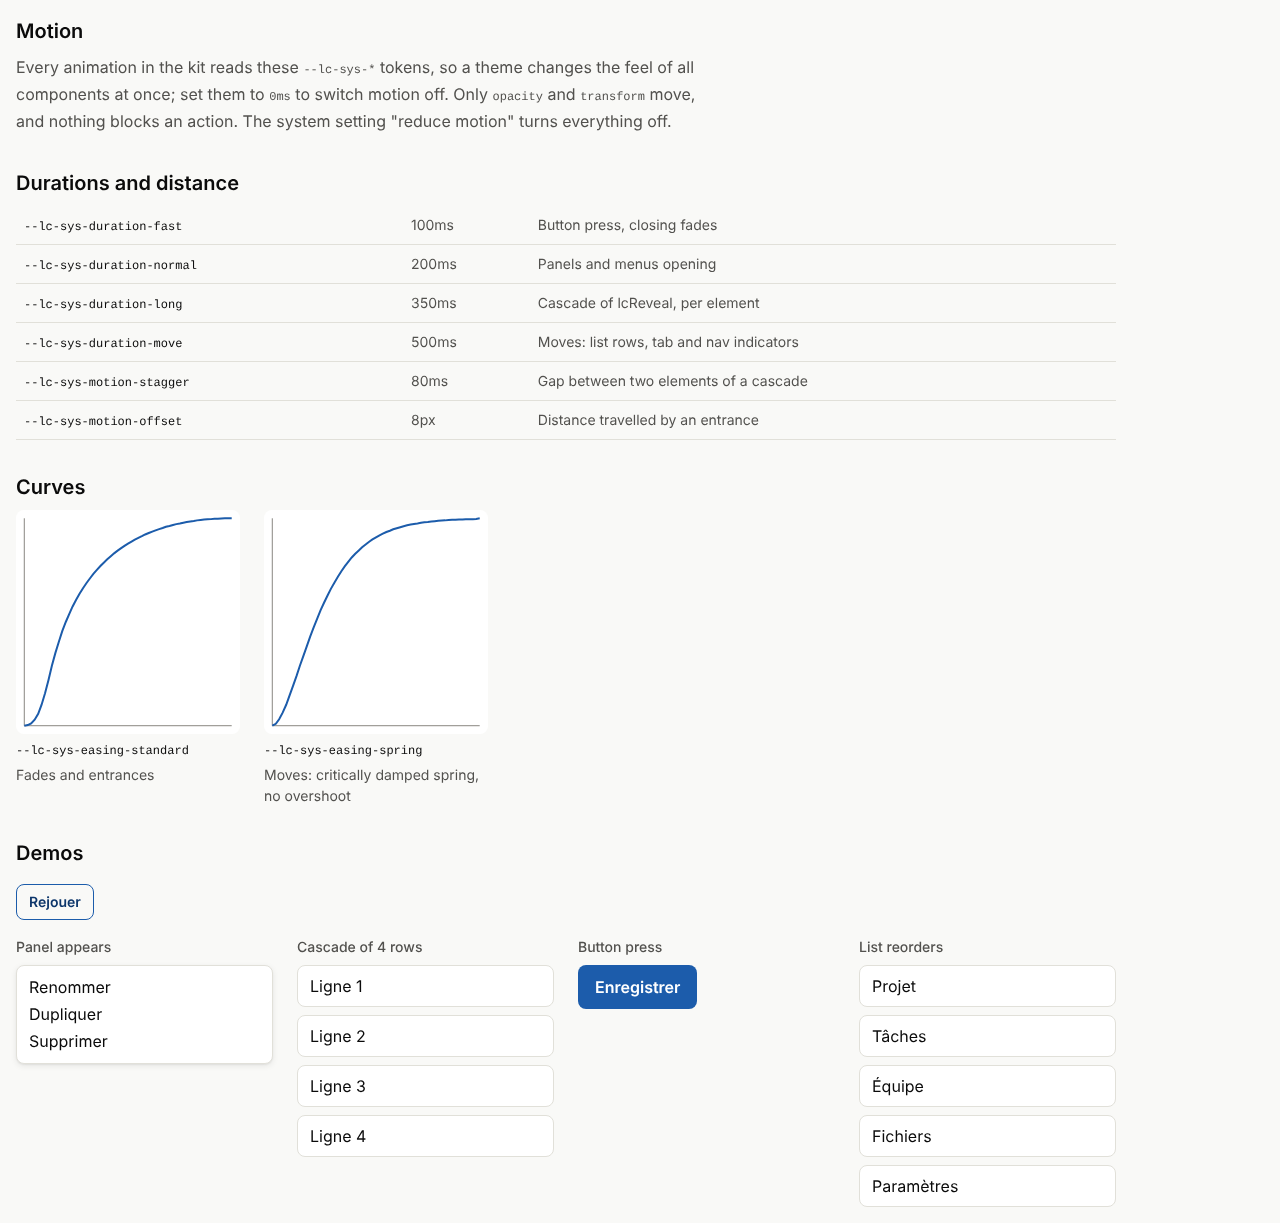 Motion
Every animation in the kit reads these --lc-sys-* tokens, so a theme changes the feel of all
components at once; set them to 0ms to switch motion off. Only opacity and transform move,
and nothing blocks an action. The system setting "reduce motion" turns everything off.
Durations and distance
--lc-sys-duration-fast 100ms Button press, closing fades
--lc-sys-duration-normal 200ms Panels and menus opening
--lc-sys-duration-long 350ms Cascade of lcReveal, per element
--lc-sys-duration-move 500ms Moves: list rows, tab and nav indicators
--lc-sys-motion-stagger 80ms Gap between two elements of a cascade
--lc-sys-motion-offset 8px Distance travelled by an entrance
Curves
--lc-sys-easing-standard
Fades and entrances
--lc-sys-easing-spring
Moves: critically damped spring,
no overshoot
Demos
Rejouer
Panel appears
Renommer
Dupliquer
Supprimer
Cascade of 4 rows
Ligne 1
Ligne 2
Ligne 3
Ligne 4
Button press
Enregistrer
List reorders
Projet
Tâches
Équipe
Fichiers
Paramètres